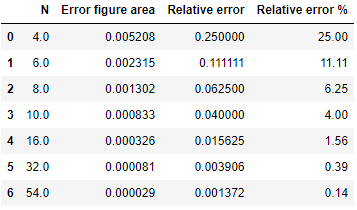 N Error figure area Relative error Relative error %
0 4.0 0.005208 0.250000 25.00
1 6.0 0.002315 0.111111 11.11
2 8.0 0.001302 0.062500 6.25
3 10.0 0.000833 0.040000 4.00
4 16.0 0.000326 0.015625 1.56
5 32.0 0.000081 0.003906 0.39
6 54.0 0.000029 0.001372 0.14